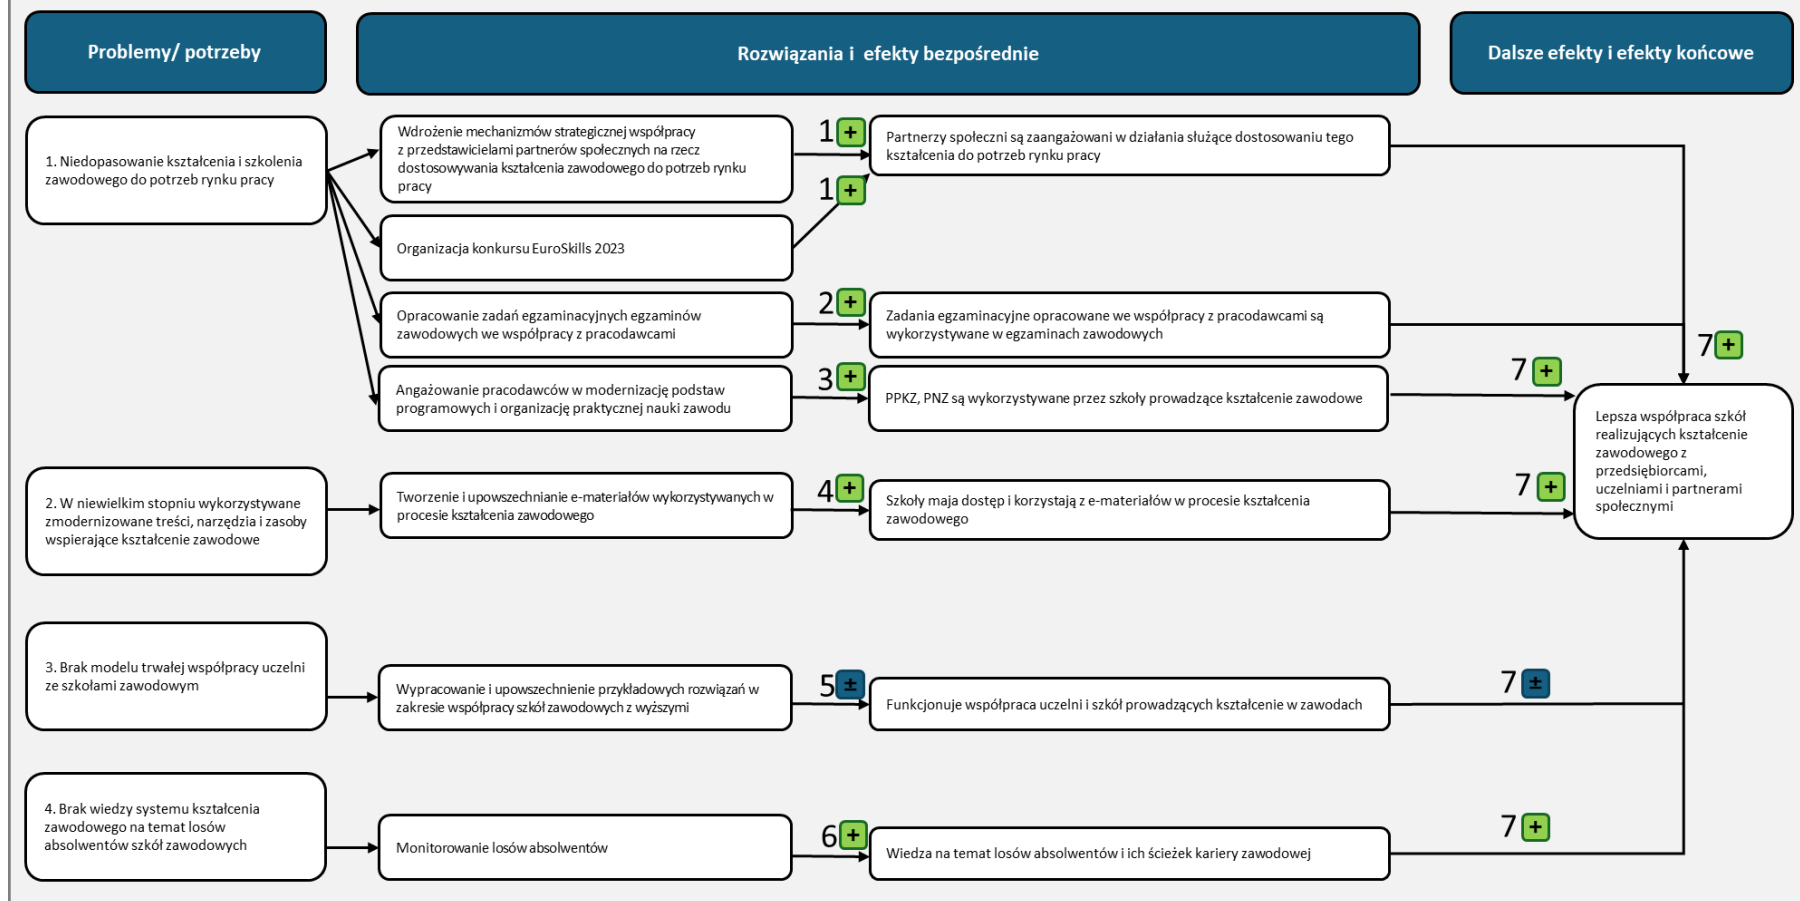 Problemy/ potrzeby
Rozwiązania i efekty bezpośrednie
Dalsze efekty i efekty końcowe
1. Niedopasowanie kształcenia i szkolenia
zawodowego do potrzeb rynku pracy
Wdrożenie mechanizmów strategicznej współpracy
z przedstawicielami partnerów społecznych na rzecz
dostosowywania kształcenia zawodowego do potrzeb rynku
pracy
1 +
Partnerzy społeczni są zaangażowani w działania służące dostosowaniu tego
kształcenia do potrzeb rynku pracy
1 +
Organizacja konkursu EuroSkills 2023
Opracowanie zadań egzaminacyjnych egzaminów
zawodowych we współpracy z pracodawcami
2 +
Zadania egzaminacyjne opracowane we współpracy z pracodawcami są
wykorzystywane w egzaminach zawodowych
7 +
Angażowanie pracodawców w modernizację podstaw
programowych i organizację praktycznej nauki zawodu
3 +
PPKZ, PNZ są wykorzystywane przez szkoły prowadzące kształcenie zawodowe
7 +
Lepsza współpraca szkół
realizujących kształcenie
zawodowego z
przedsiębiorcami,
uczelniami i partnerami
społecznymi
2. W niewielkim stopniu wykorzystywane
zmodernizowane treści, narzędzia i zasoby
wspierające kształcenie zawodowe
Tworzenie i upowszechnianie e-materiałów wykorzystywanych w
procesie kształcenia zawodowego
4 +
Szkoły maja dostęp i korzystają z e-materiałów w procesie kształcenia
zawodowego
7 +
3. Brak modelu trwałej współpracy uczelni
ze szkołami zawodowym
Wypracowanie i upowszechnienie przykładowych rozwiązań w
zakresie współpracy szkół zawodowych z wyższymi
5 ±
Funkcjonuje współpraca uczelni i szkół prowadzących kształcenie w zawodach
7 ±
4. Brak wiedzy systemu kształcenia
zawodowego na temat losów
absolwentów szkół zawodowych
Monitorowanie losów absolwentów
6 +
Wiedza na temat losów absolwentów i ich ścieżek kariery zawodowej
7 +